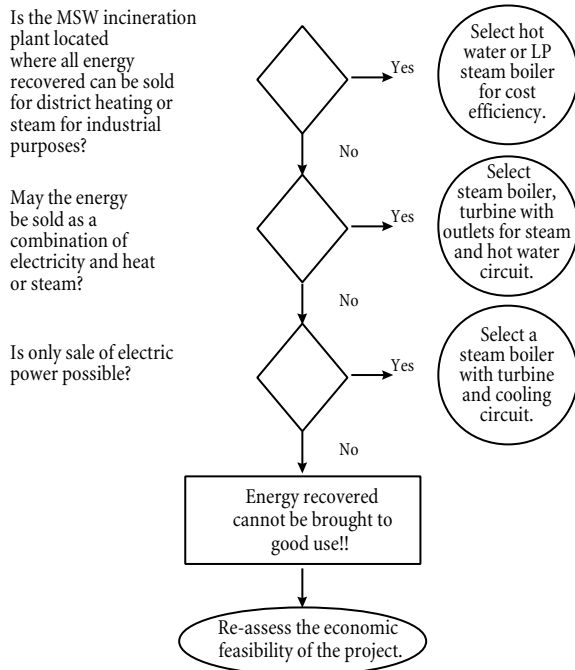 Is the MSW incineration
plant located
where all energy
recovered can be sold
for district heating or
steam for industrial
purposes?
Yes
Select hot
water or LP
steam boiler
for cost
efficiency.
No
May the energy
be sold as a
combination of
electricity and heat
or steam?
Yes
Select
steam boiler,
turbine with
outlets for steam
and hot water
circuit.
No
Is only sale of electric
power possible?
Yes
Select a
steam boiler
with turbine
and cooling
circuit.
No
Energy recovered
cannot be brought to
good use!!
Re-assess the economic
feasibility of the project.